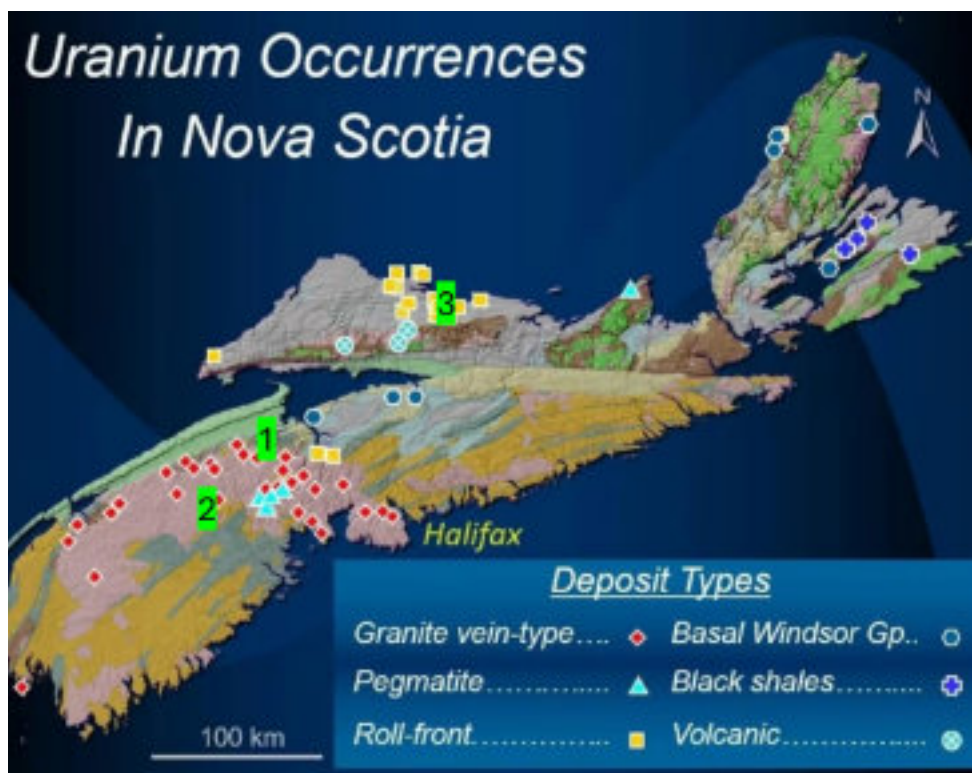 Uranium Occurrences
In Nova Scotia
N
3
1
2
Halifax
Deposit Types
Granite vein-type....
Basal Windsor Gp..
Pegmatite................
Black shales..........
Roll-front..................
Volcanic.................
100 km